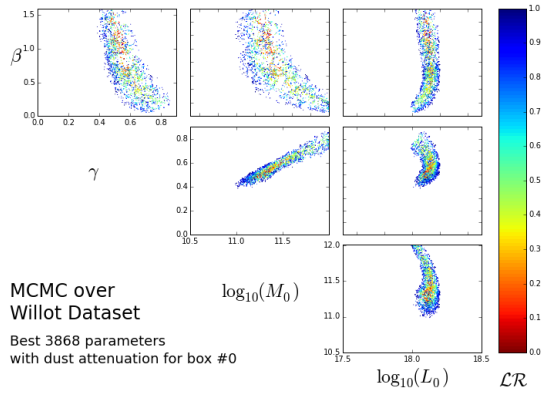 1.5
1.0
0.5
0.0
β
0.0 0.2 0.4 0.6 0.8
γ
0.8
0.6
0.4
0.2
0.0
10.5 11.0 11.5
log₁₀(M₀)
12.0
11.5
11.0
10.5
17.5 18.0 18.5
log₁₀(L₀)
1.0
0.9
0.8
0.7
0.6
0.5
0.4
0.3
0.2
0.1
0.0
ℒℛ
MCMC over
Willot Dataset
Best 3868 parameters
with dust attenuation for box #0